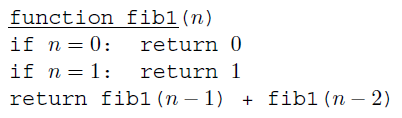 function fib1(n)
if n = 0: return 0
if n = 1: return 1
return fib1(n − 1) + fib1(n − 2)